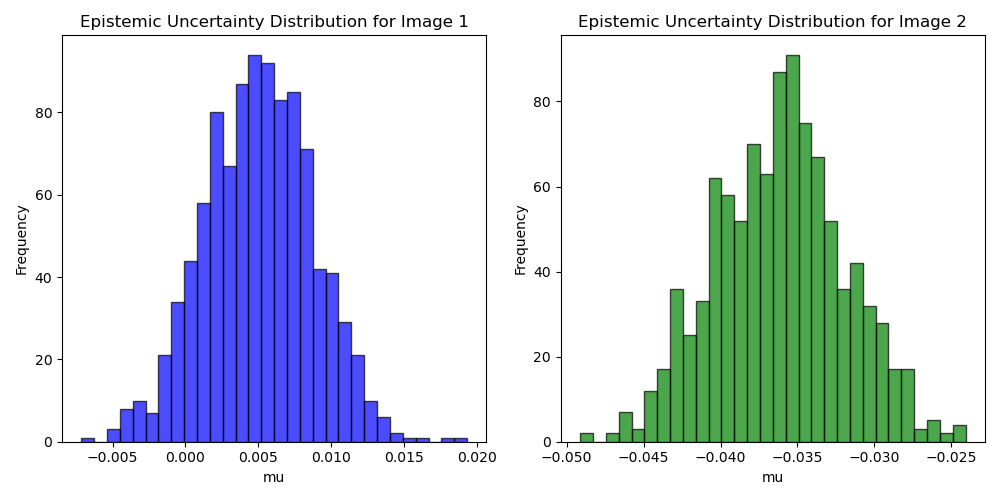 Epistemic Uncertainty Distribution for Image 1
Frequency
80
60
40
20
0
−0.005 0.000 0.005 0.010 0.015 0.020
mu
Epistemic Uncertainty Distribution for Image 2
Frequency
80
60
40
20
0
−0.050 −0.045 −0.040 −0.035 −0.030 −0.025
mu